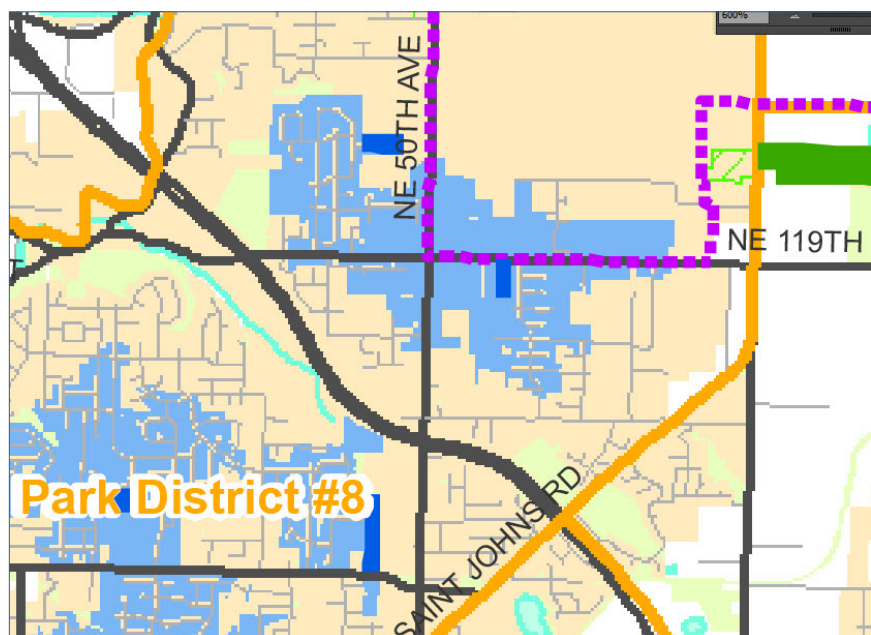 600%
NE 50TH AVE
NE 119TH
T
Park District #8
SAINT JOHNS RD